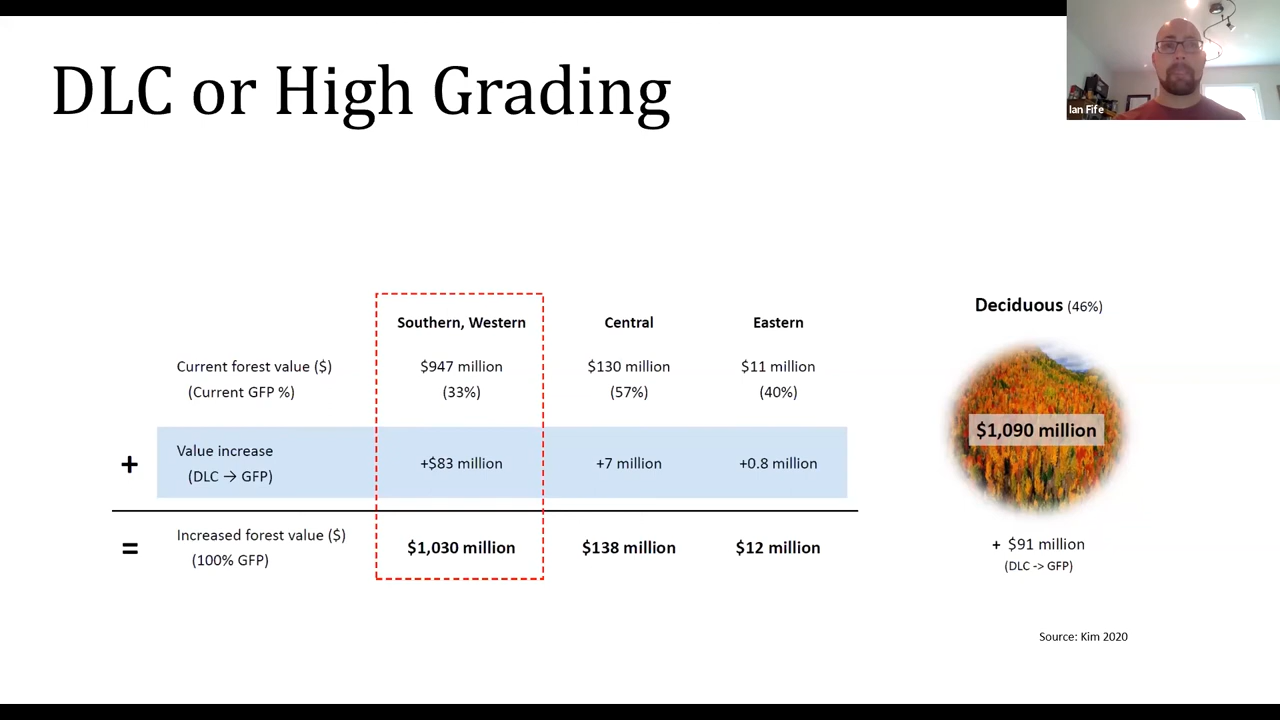 DLC or High Grading
Ian Fife
Southern, Western Central Eastern
Current forest value ($) $947 million $130 million $11 million
(Current GFP %) (33%) (57%) (40%)
+ Value increase
(DLC → GFP) +$83 million +7 million +0.8 million
= Increased forest value ($) $1,030 million $138 million $12 million
(100% GFP)
Deciduous (46%)
$1,090 million
+ $91 million
(DLC -> GFP)
Source: Kim 2020